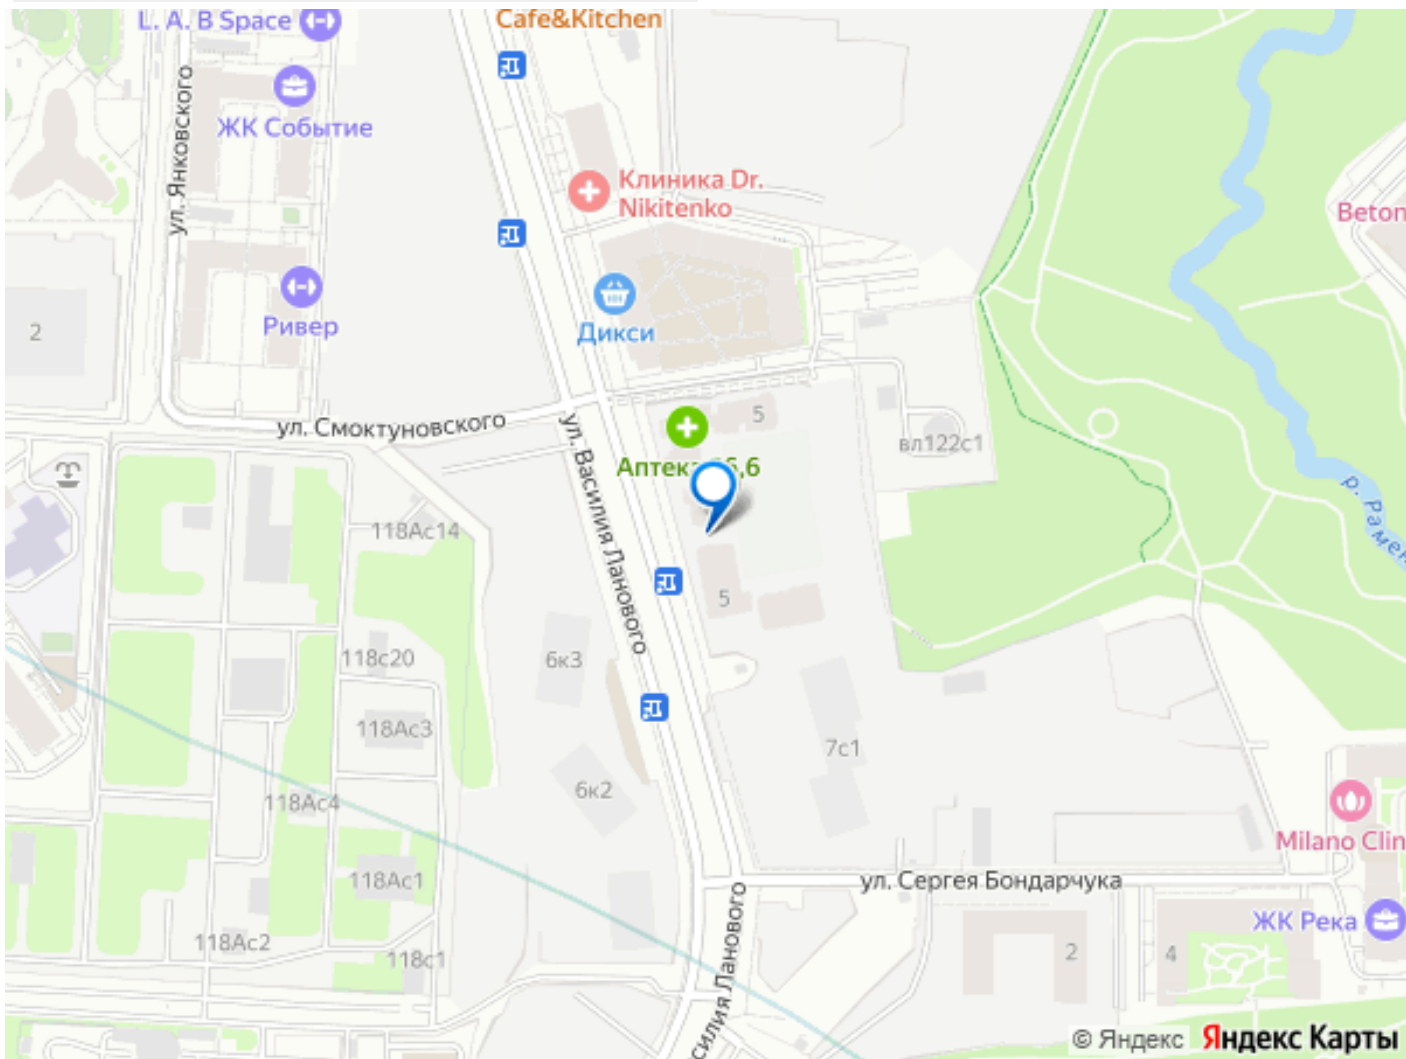 L. A. B Space
Cafe&Kitchen
ул. Янковского
ЖК Событие
Клиника Dr.
Nikitenko
Beton
Ривер
Дикси
2
ул. Смоктуновского
5
вл122с1
ул. Василия Ланового
р. Рамен
118Ас14
5
118с20
6к3
118Ас3
7с1
6к2
118Ас4
Milano Clin
118Ас1
ул. Сергея Бондарчука
ЖК Река
118Ас2
118с1
2
4
силия Ланового
© Яндекс Яндекс Карты